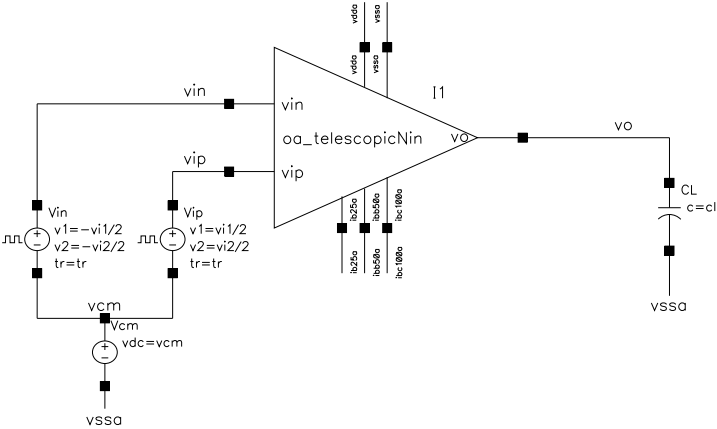 vdda
vssa
vdda
vssa
I1
vin
vin
oa_telescopicNin
vo
vo
vip
vip
ib25a
ibb50a
ibc100a
ib25a
ibb50a
ibc100a
CL
c=cl
vssa
Vin
v1=-vi1/2
v2=-vi2/2
tr=tr
Vip
v1=vi1/2
v2=vi2/2
tr=tr
vcm
Vcm
vdc=vcm
vssa